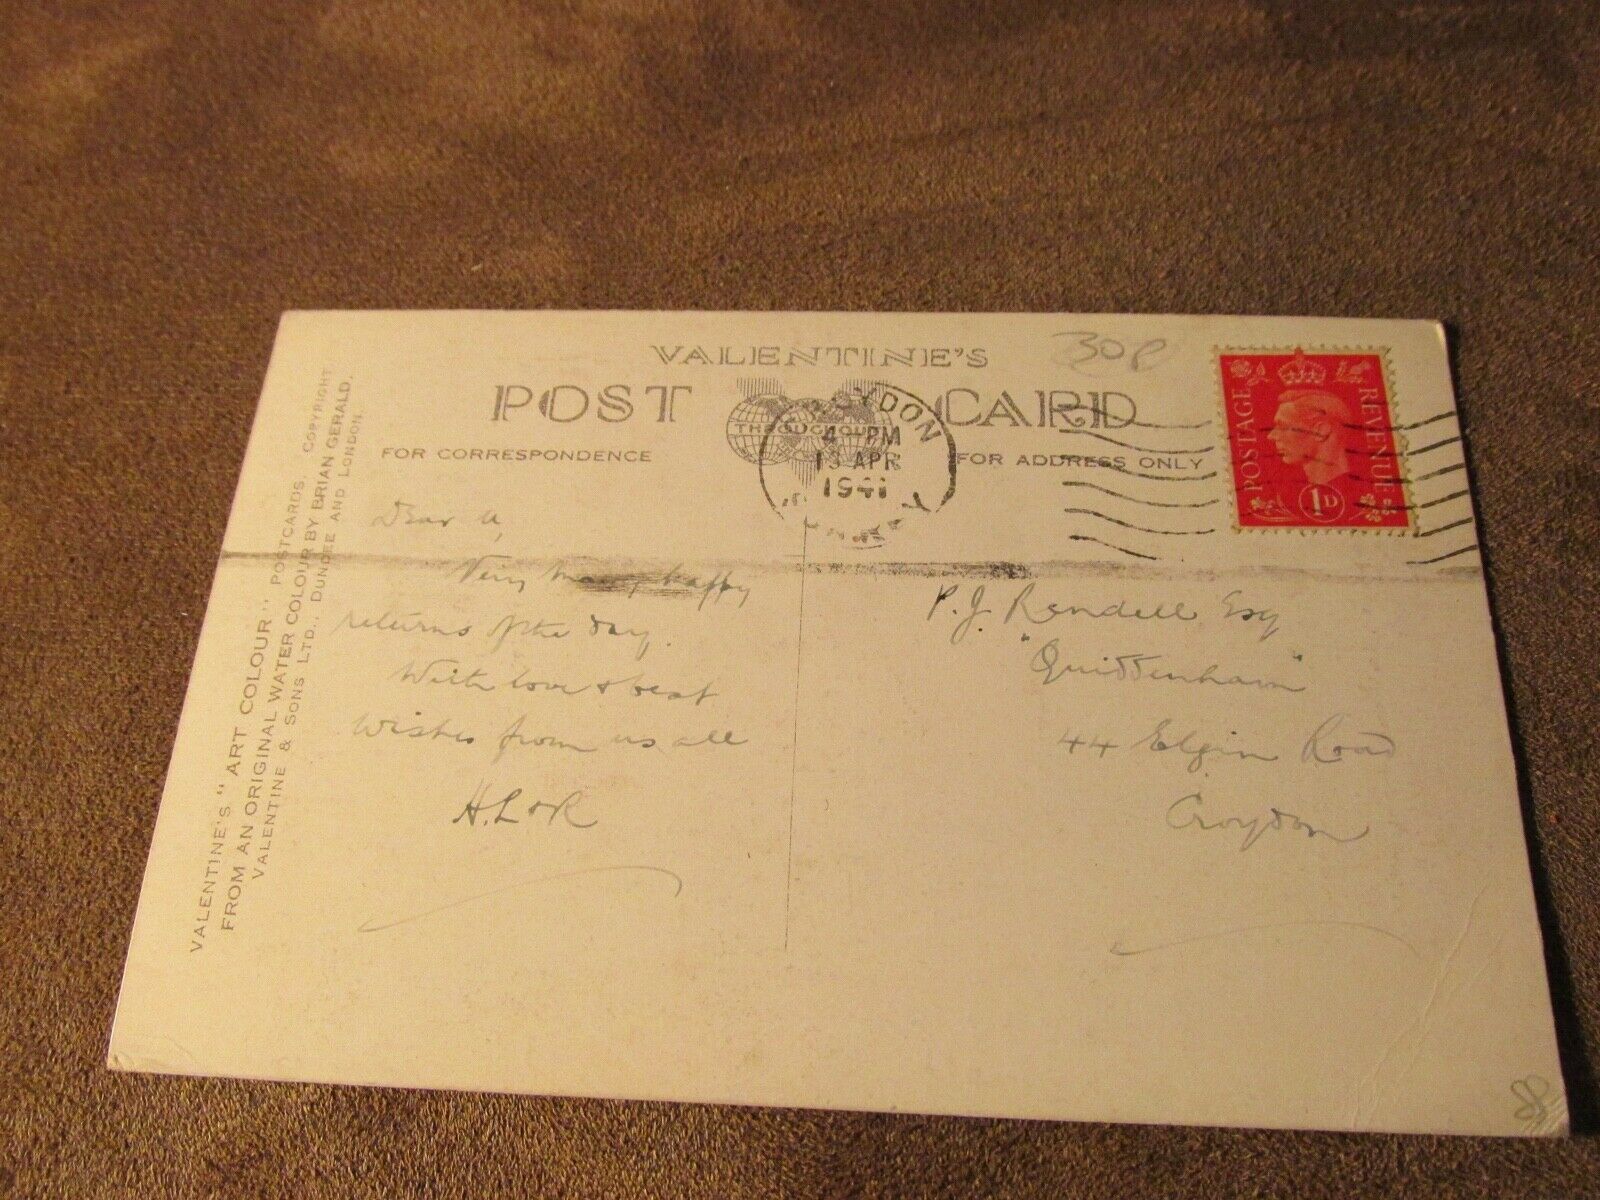 VALENTINE'S
POST CARD
30p
CROYDON
4 PM
13 APR
1941
FOR CORRESPONDENCE
FOR ADDRESS ONLY
POSTAGE
REVENUE
1D
VALENTINE'S "ART COLOUR" POSTCARDS. COPYRIGHT
FROM AN ORIGINAL WATER COLOUR BY BRIAN GERALD.
VALENTINE & SONS LTD., DUNDEE AND LONDON.
Dear U,
Very many happy
returns of the day.
With love & best
wishes from us all
H.L & R
P. J. Rendell Esq
"Quiddenham"
44 Elgin Road
Croydon